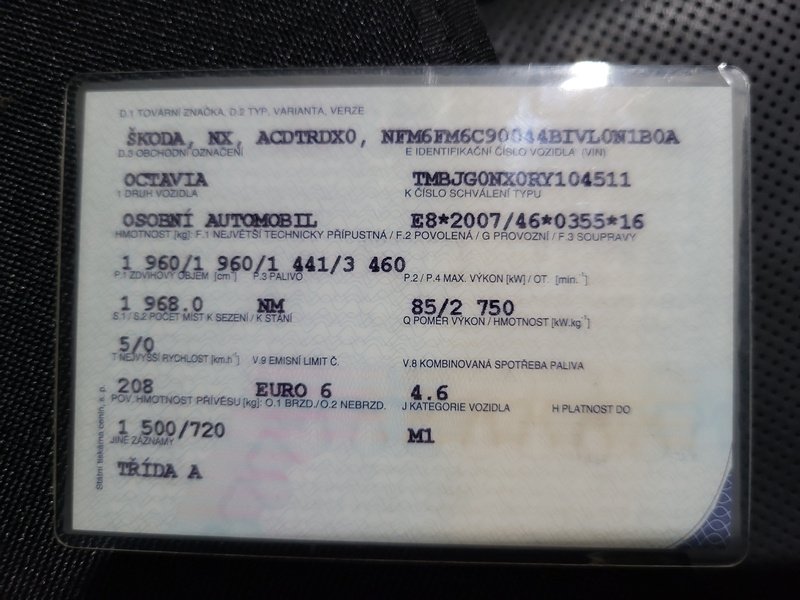 D.1 TOVÁRNÍ ZNAČKA, D.2 TYP, VARIANTA, VERZE
ŠKODA, NX, ACDTRDX0, NFM6FM6C90044BIVL0N1B0A
D.3 OBCHODNÍ OZNAČENÍ E IDENTIFIKAČNÍ ČÍSLO VOZIDLA (VIN)
OCTAVIA TMBJG0NX0RY104511
1 DRUH VOZIDLA K ČÍSLO SCHVÁLENÍ TYPU
OSOBNÍ AUTOMOBIL E8*2007/46*0355*16
HMOTNOST [kg]: F.1 NEJVĚTŠÍ TECHNICKY PŘÍPUSTNÁ / F.2 POVOLENÁ / G PROVOZNÍ / F.3 SOUPRAVY
1 960/1 960/1 441/3 460
P.1 ZDVIHOVÝ OBJEM [cm³] P.3 PALIVO P.2 / P.4 MAX. VÝKON [kW] / OT. [min.⁻¹]
1 968.0 NM 85/2 750
S.1 / S.2 POČET MÍST K SEZENÍ / K STÁNÍ Q POMĚR VÝKON / HMOTNOST [kW.kg⁻¹]
5/0
T NEJVYŠŠÍ RYCHLOST [km.h⁻¹] V.9 EMISNÍ LIMIT Č. V.8 KOMBINOVANÁ SPOTŘEBA PALIVA
208 EURO 6 4.6
POV. HMOTNOST PŘÍVĚSU [kg]: O.1 BRZD./O.2 NEBRZD. J KATEGORIE VOZIDLA H PLATNOST DO
1 500/720 M1
JINÉ ZÁZNAMY
TŘÍDA A
Státní tiskárna cenin, s. p.